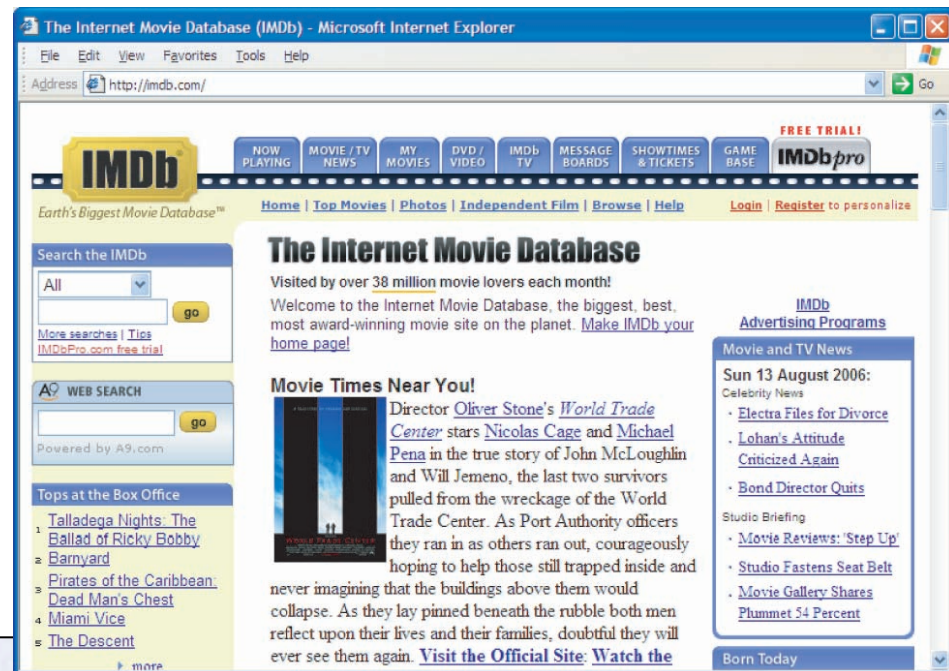 The Internet Movie Database (IMDb) - Microsoft Internet Explorer
File Edit View Favorites Tools Help
Address http://imdb.com/ Go
FREE TRIAL!
NOW PLAYING
MOVIE / TV NEWS
MY MOVIES
DVD / VIDEO
IMDb TV
MESSAGE BOARDS
SHOWTIMES & TICKETS
GAME BASE
IMDbpro
IMDb
Earth's Biggest Movie Database™
Home | Top Movies | Photos | Independent Film | Browse | Help
Login | Register to personalize
Search the IMDb
All
go
More searches | Tips
IMDbPro.com free trial
A9 WEB SEARCH
go
Powered by A9.com
Tops at the Box Office
1 Talladega Nights: The
Ballad of Ricky Bobby
2 Barnyard
3 Pirates of the Caribbean:
Dead Man's Chest
4 Miami Vice
5 The Descent
more
The Internet Movie Database
Visited by over 38 million movie lovers each month!
Welcome to the Internet Movie Database, the biggest, best,
most award-winning movie site on the planet. Make IMDb your
home page!
Movie Times Near You!
WORLD TRADE CENTER
Director Oliver Stone's World Trade
Center stars Nicolas Cage and Michael
Pena in the true story of John McLoughlin
and Will Jemeno, the last two survivors
pulled from the wreckage of the World
Trade Center. As Port Authority officers
they ran in as others ran out, courageously
hoping to help those still trapped inside and
never imagining that the buildings above them would
collapse. As they lay pinned beneath the rubble both men
reflect upon their lives and their families, doubtful they will
ever see them again. Visit the Official Site: Watch the
IMDb
Advertising Programs
Movie and TV News
Sun 13 August 2006:
Celebrity News
· Electra Files for Divorce
· Lohan's Attitude
Criticized Again
· Bond Director Quits
Studio Briefing
· Movie Reviews: 'Step Up'
· Studio Fastens Seat Belt
· Movie Gallery Shares
Plummet 54 Percent
Born Today